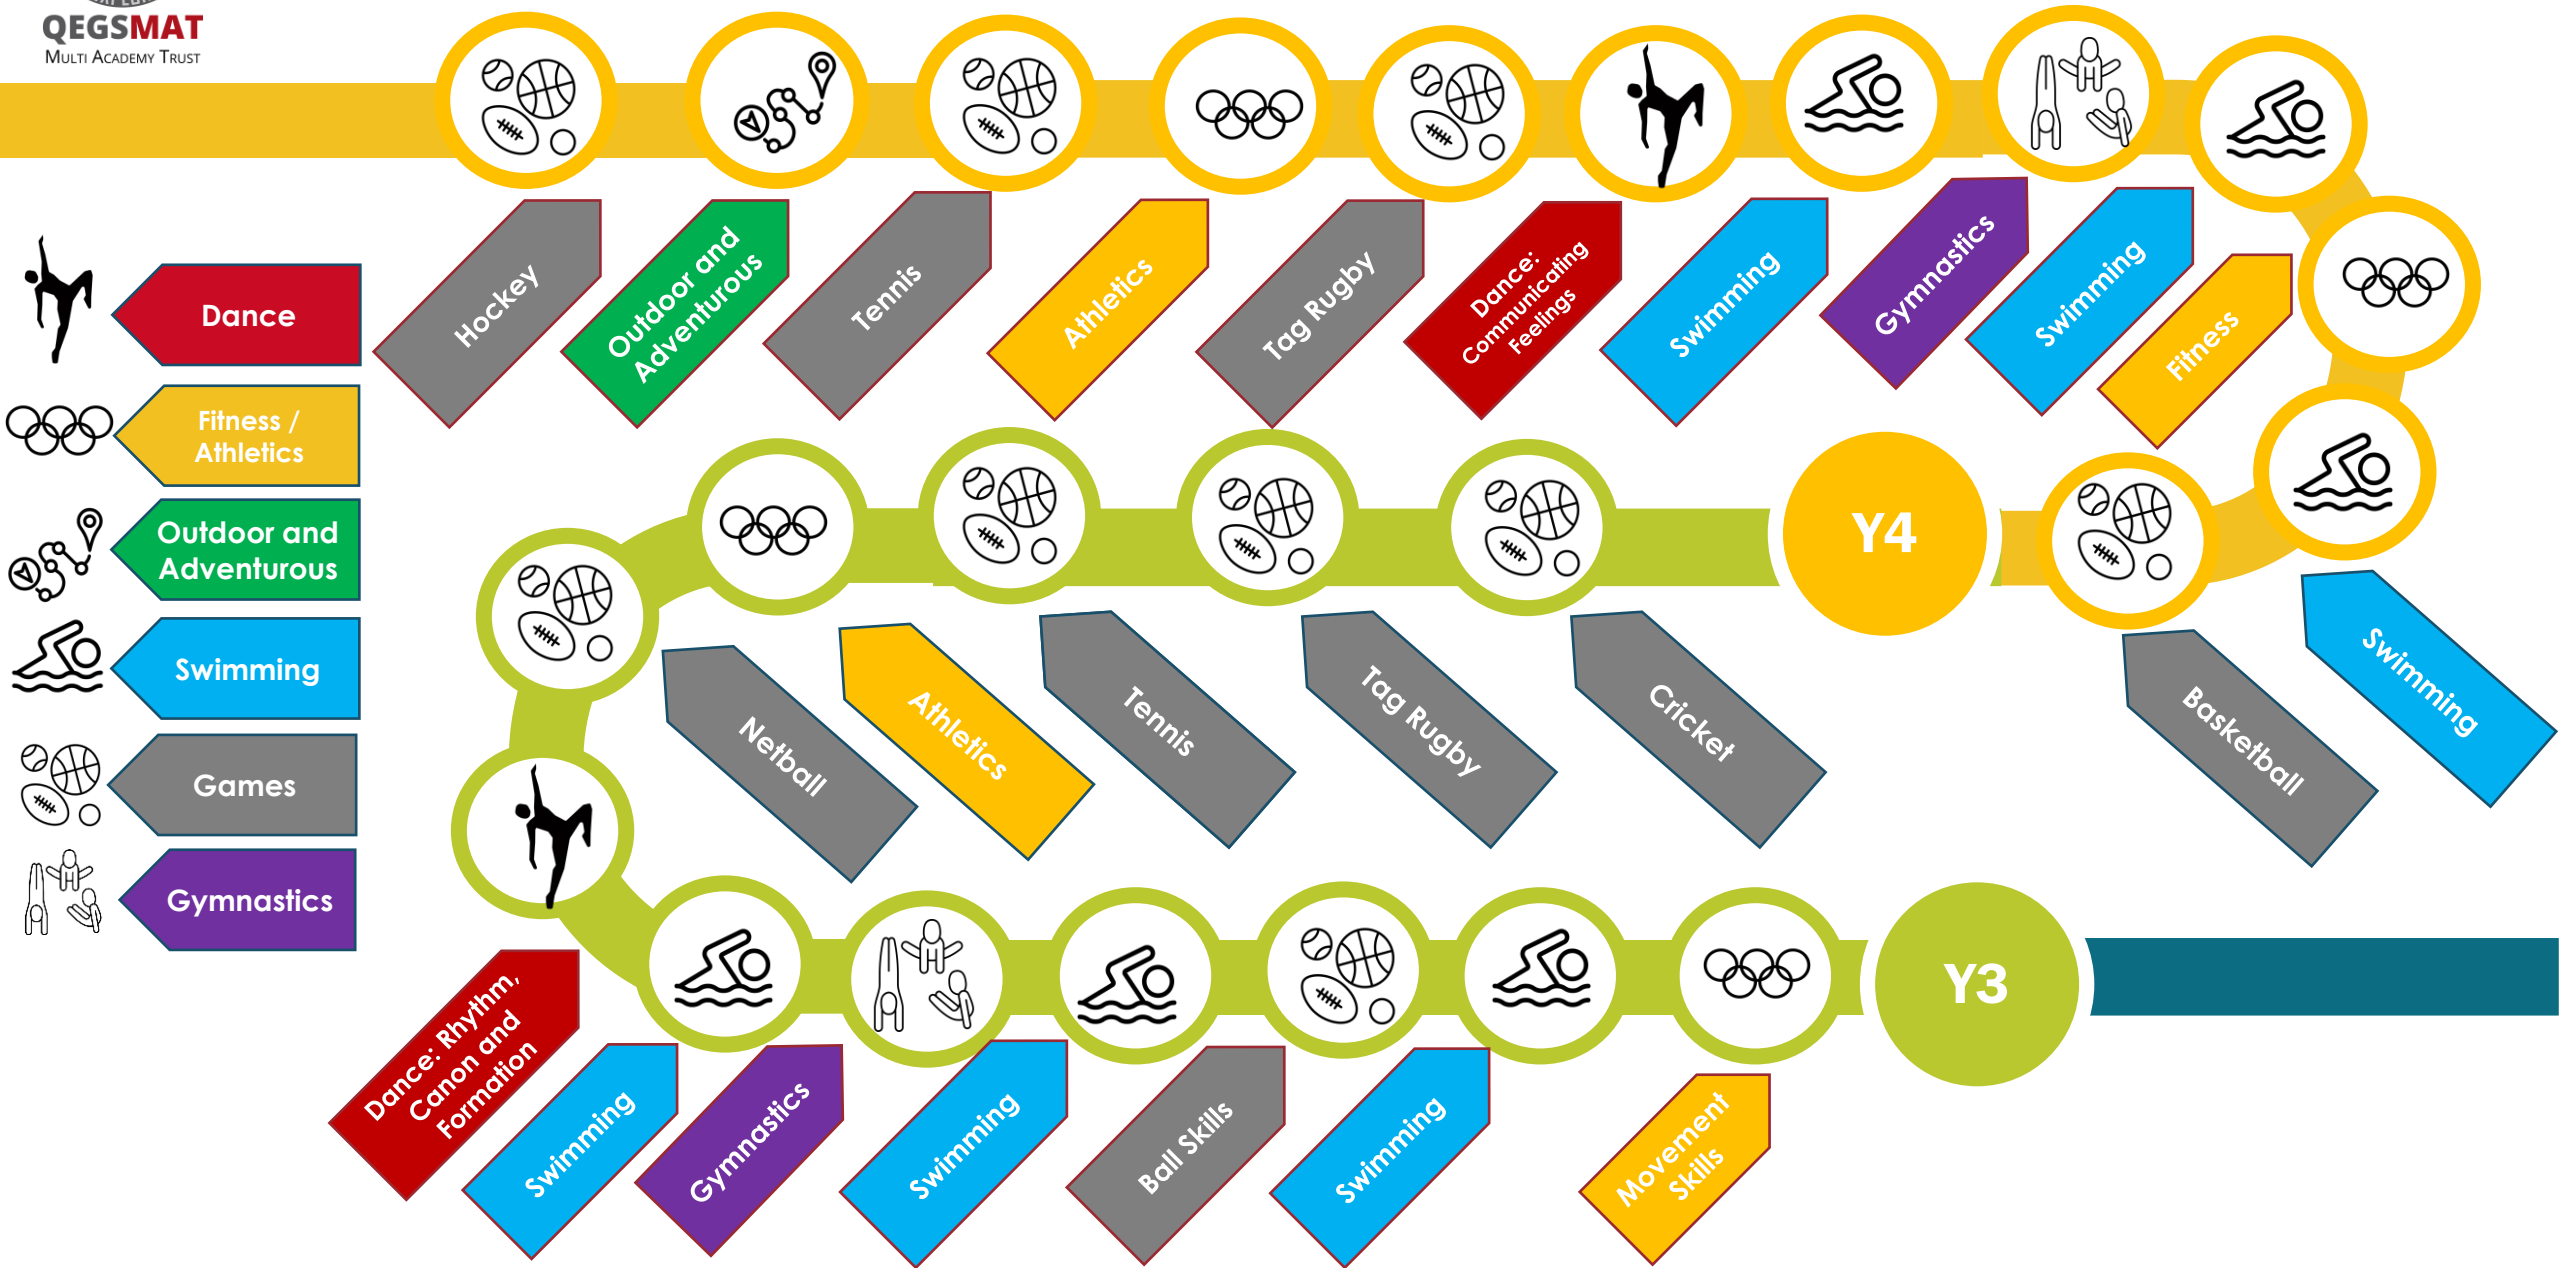 QEGSMAT
MULTI ACADEMY TRUST
Dance
Fitness /
Athletics
Outdoor and
Adventurous
Swimming
Games
Gymnastics
Hockey
Outdoor and
Adventurous
Tennis
Athletics
Tag Rugby
Dance:
Communicating
Feelings
Swimming
Gymnastics
Swimming
Fitness
Y4
Netball
Athletics
Tennis
Tag Rugby
Cricket
Basketball
Swimming
Y3
Dance: Rhythm,
Canon and
Formation
Swimming
Gymnastics
Swimming
Ball Skills
Swimming
Movement
Skills